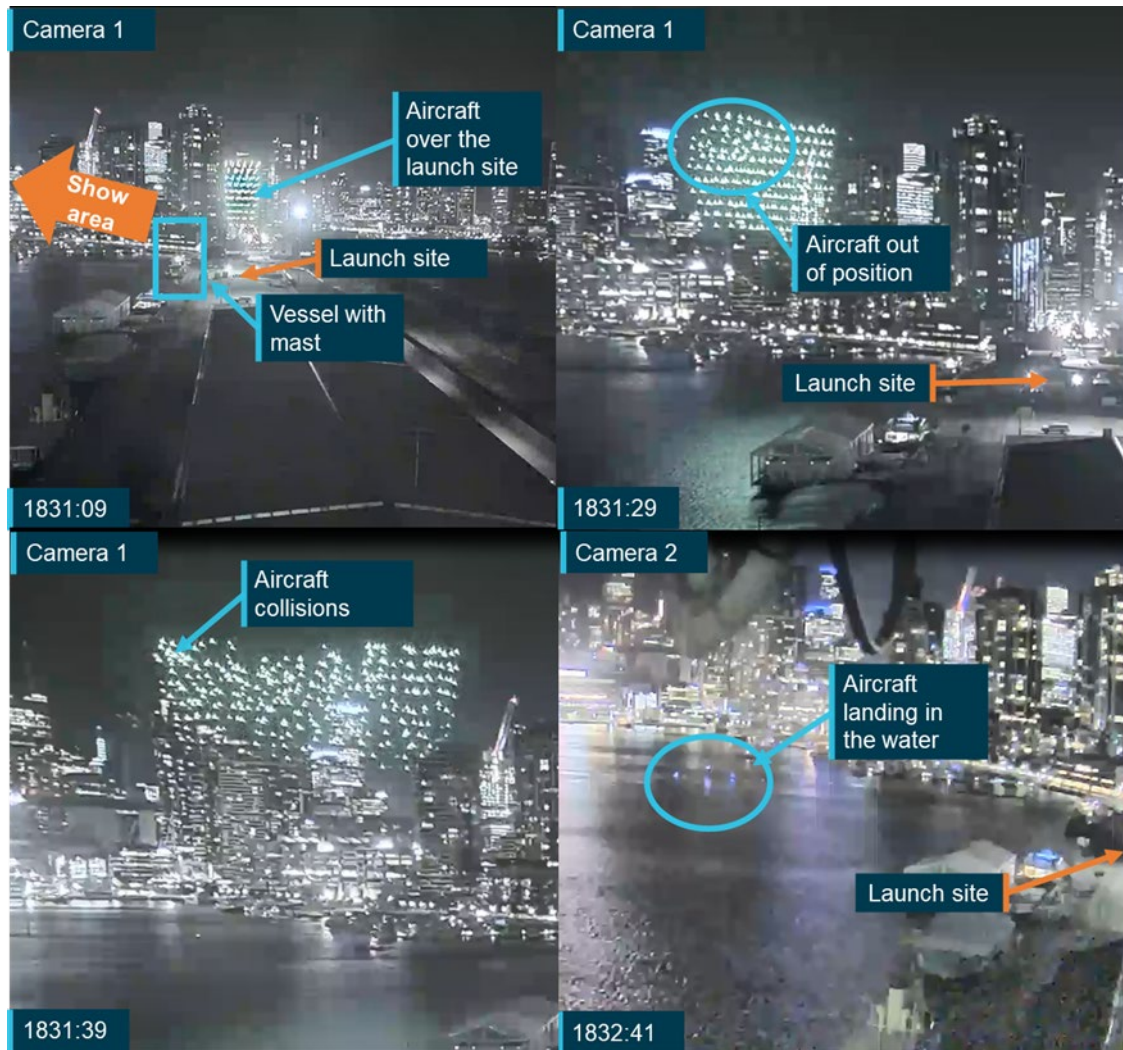 Camera 1
Aircraft
over the
launch site
Show
area
Launch site
Vessel with
mast
1831:09
Camera 1
Aircraft out
of position
Launch site
1831:29
Camera 1
Aircraft
collisions
1831:39
Camera 2
Aircraft
landing in
the water
Launch site
1832:41